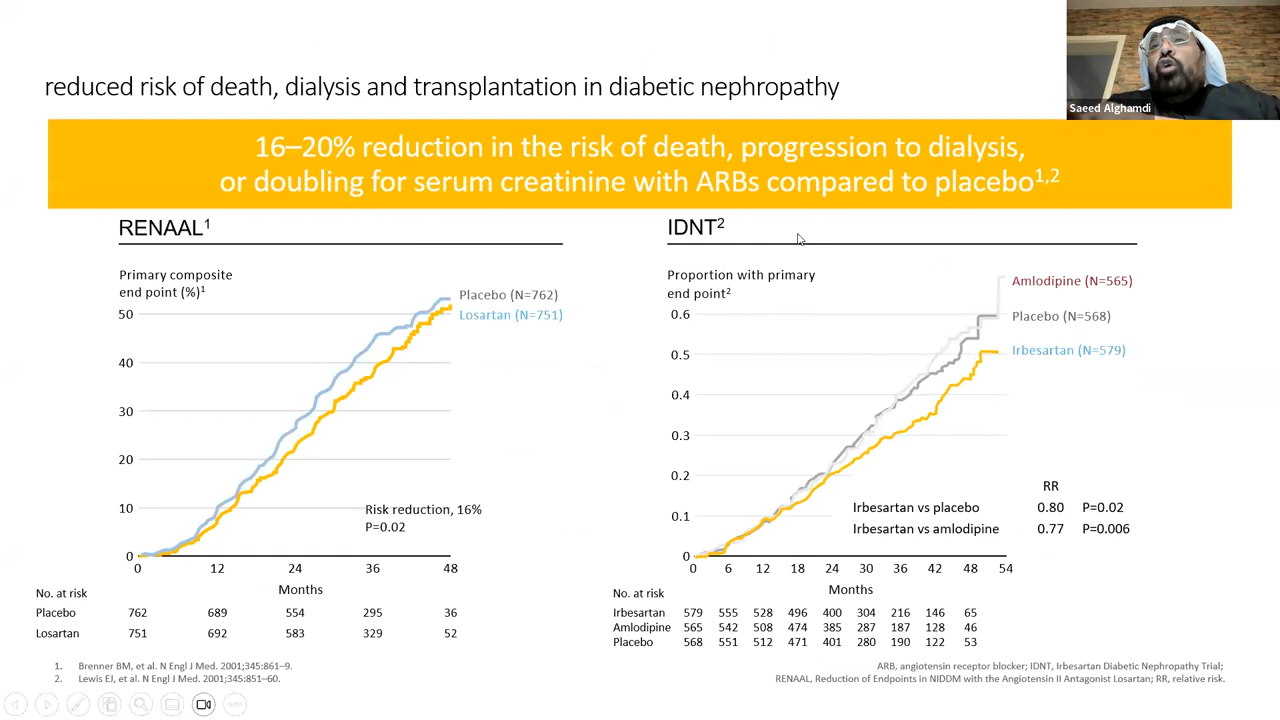 reduced risk of death, dialysis and transplantation in diabetic nephropathy
Saeed Alghamdi
16–20% reduction in the risk of death, progression to dialysis,
or doubling for serum creatinine with ARBs compared to placebo1,2
RENAAL1
Primary composite
end point (%)1
50
40
30
20
10
0
Placebo (N=762)
Losartan (N=751)
Risk reduction, 16%
P=0.02
0 12 24 36 48
Months
No. at risk
Placebo 762 689 554 295 36
Losartan 751 692 583 329 52
IDNT2
Proportion with primary
end point2
0.6
0.5
0.4
0.3
0.2
0.1
0
Amlodipine (N=565)
Placebo (N=568)
Irbesartan (N=579)
RR
Irbesartan vs placebo 0.80 P=0.02
Irbesartan vs amlodipine 0.77 P=0.006
0 6 12 18 24 30 36 42 48 54
Months
No. at risk
Irbesartan 579 555 528 496 400 304 216 146 65
Amlodipine 565 542 508 474 385 287 187 128 46
Placebo 568 551 512 471 401 280 190 122 53
1. Brenner BM, et al. N Engl J Med. 2001;345:861–9.
2. Lewis EJ, et al. N Engl J Med. 2001;345:851–60.
ARB, angiotensin receptor blocker; IDNT, Irbesartan Diabetic Nephropathy Trial;
RENAAL, Reduction of Endpoints in NIDDM with the Angiotensin II Antagonist Losartan; RR, relative risk.